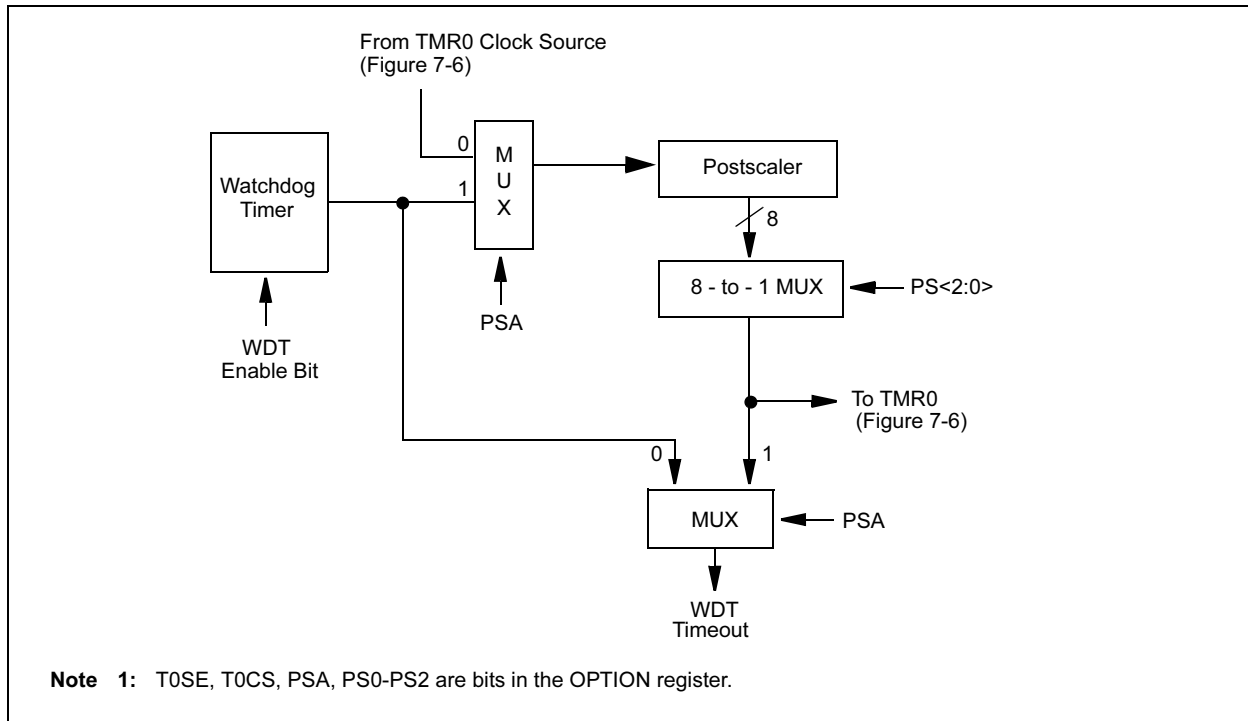 From TMR0 Clock Source
(Figure 7-6)
0
M
U
X
1
Watchdog
Timer
Postscaler
8
8 - to - 1 MUX
PS<2:0>
PSA
WDT
Enable Bit
To TMR0
(Figure 7-6)
0
1
MUX
PSA
WDT
Timeout
Note 1: T0SE, T0CS, PSA, PS0-PS2 are bits in the OPTION register.